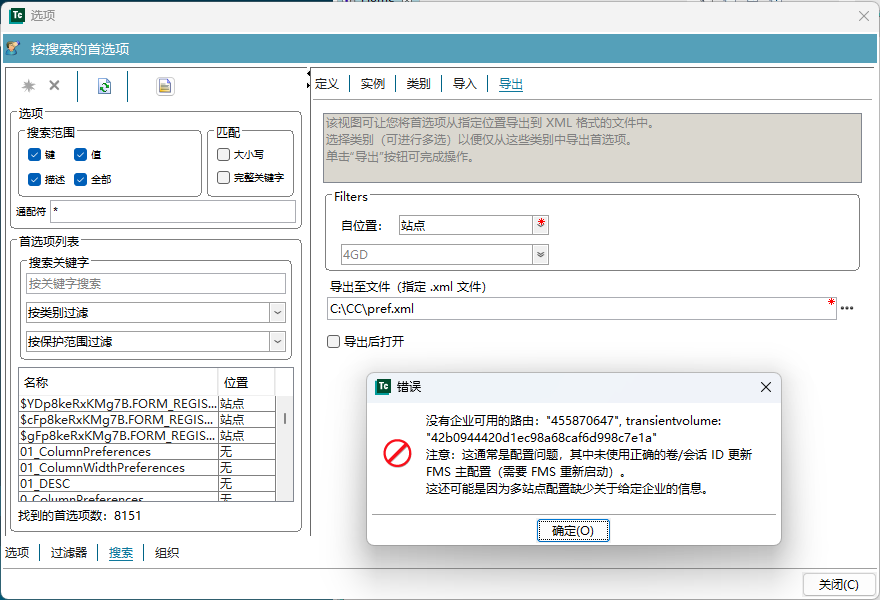 Tc 选项
按搜索的首选项
定义 实例 类别 导入 导出
选项
搜索范围
键 值
描述 全部
匹配
大小写
完整关键字
通配符 *
首选项列表
搜索关键字
按关键字搜索
按类别过滤
按保护范围过滤
名称 位置
$YDp8keRxKMg7B.FORM_REGIS... 站点
$cFp8keRxKMg7B.FORM_REGIS... 站点
$gFp8keRxKMg7B.FORM_REGIS... 站点
01_ColumnPreferences 无
01_ColumnWidthPreferences 无
01_DESC 无
0_ColumnPreferences 无
找到的首选项数：8151
选项 过滤器 搜索 组织
该视图可让您将首选项从指定位置导出到 XML 格式的文件中。
选择类别（可进行多选）以便仅从这些类别中导出首选项。
单击“导出”按钮可完成操作。
Filters
自位置： 站点 *
4GD
导出至文件（指定 .xml 文件）
C:\CC\pref.xml * •••
导出后打开
Tc 错误
没有企业可用的路由："455870647", transientvolume:
"42b0944420d1ec98a68caf6d998c7e1a"
注意：这通常是配置问题，其中未使用正确的卷/会话 ID 更新
FMS 主配置（需要 FMS 重新启动）。
这还可能是因为多站点配置缺少关于给定企业的信息。
确定(O)
关闭(C)